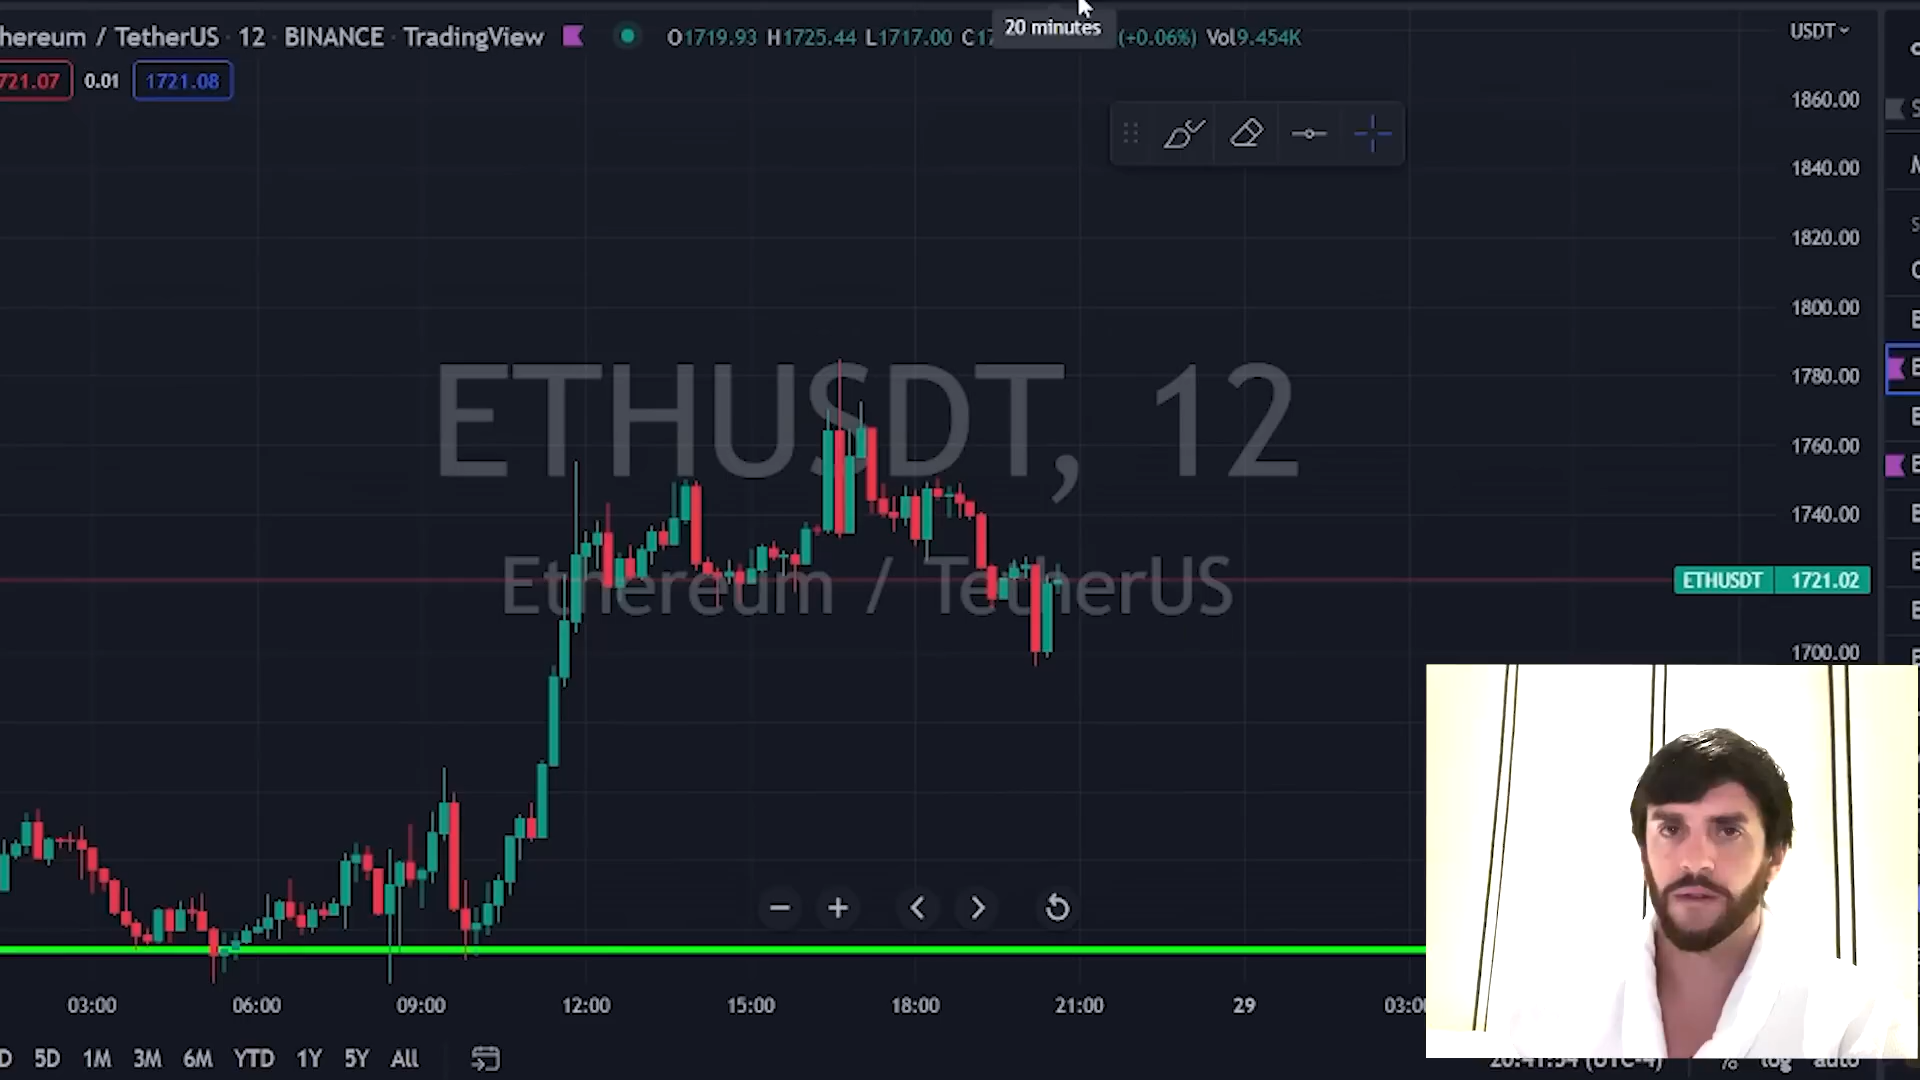 20 minutes
hereum / TetherUS · 12 · BINANCE · TradingView O1719.93 H1725.44 L1717.00 C17 (+0.06%) Vol9.454K
USDT
721.07 0.01 1721.08
1860.00
1840.00
1820.00
1800.00
1780.00
1760.00
1740.00
1700.00
ETHUSDT, 12
Ethereum / TetherUS
ETHUSDT 1721.02
03:00 06:00 09:00 12:00 15:00 18:00 21:00 29 03:0
D 5D 1M 3M 6M YTD 1Y 5Y All
% log auto